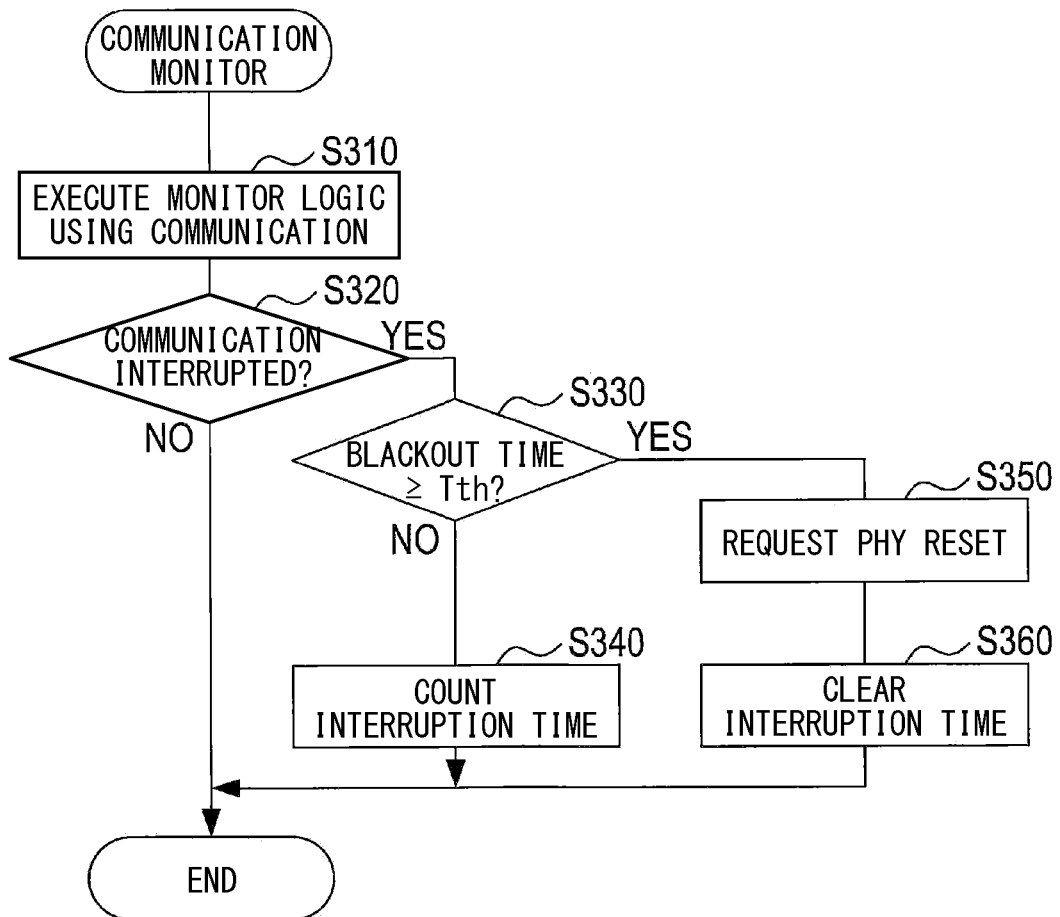 COMMUNICATION
MONITOR
S310
EXECUTE MONITOR LOGIC
USING COMMUNICATION
S320
COMMUNICATION
INTERRUPTED?
YES
NO
S330
BLACKOUT TIME
≥ Tth?
YES
NO
S350
REQUEST PHY RESET
S340
COUNT
INTERRUPTION TIME
S360
CLEAR
INTERRUPTION TIME
END